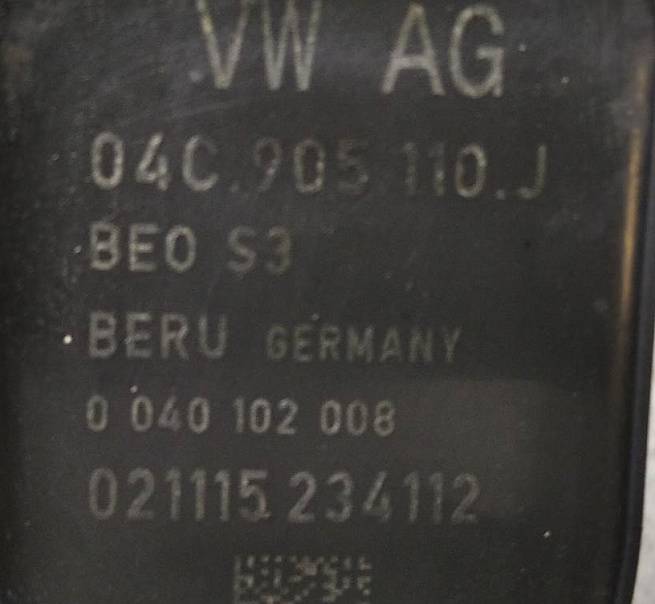 VW AG
04C.905 110.J
BEO S3
BERU GERMANY
0 040 102 008
021115 234112